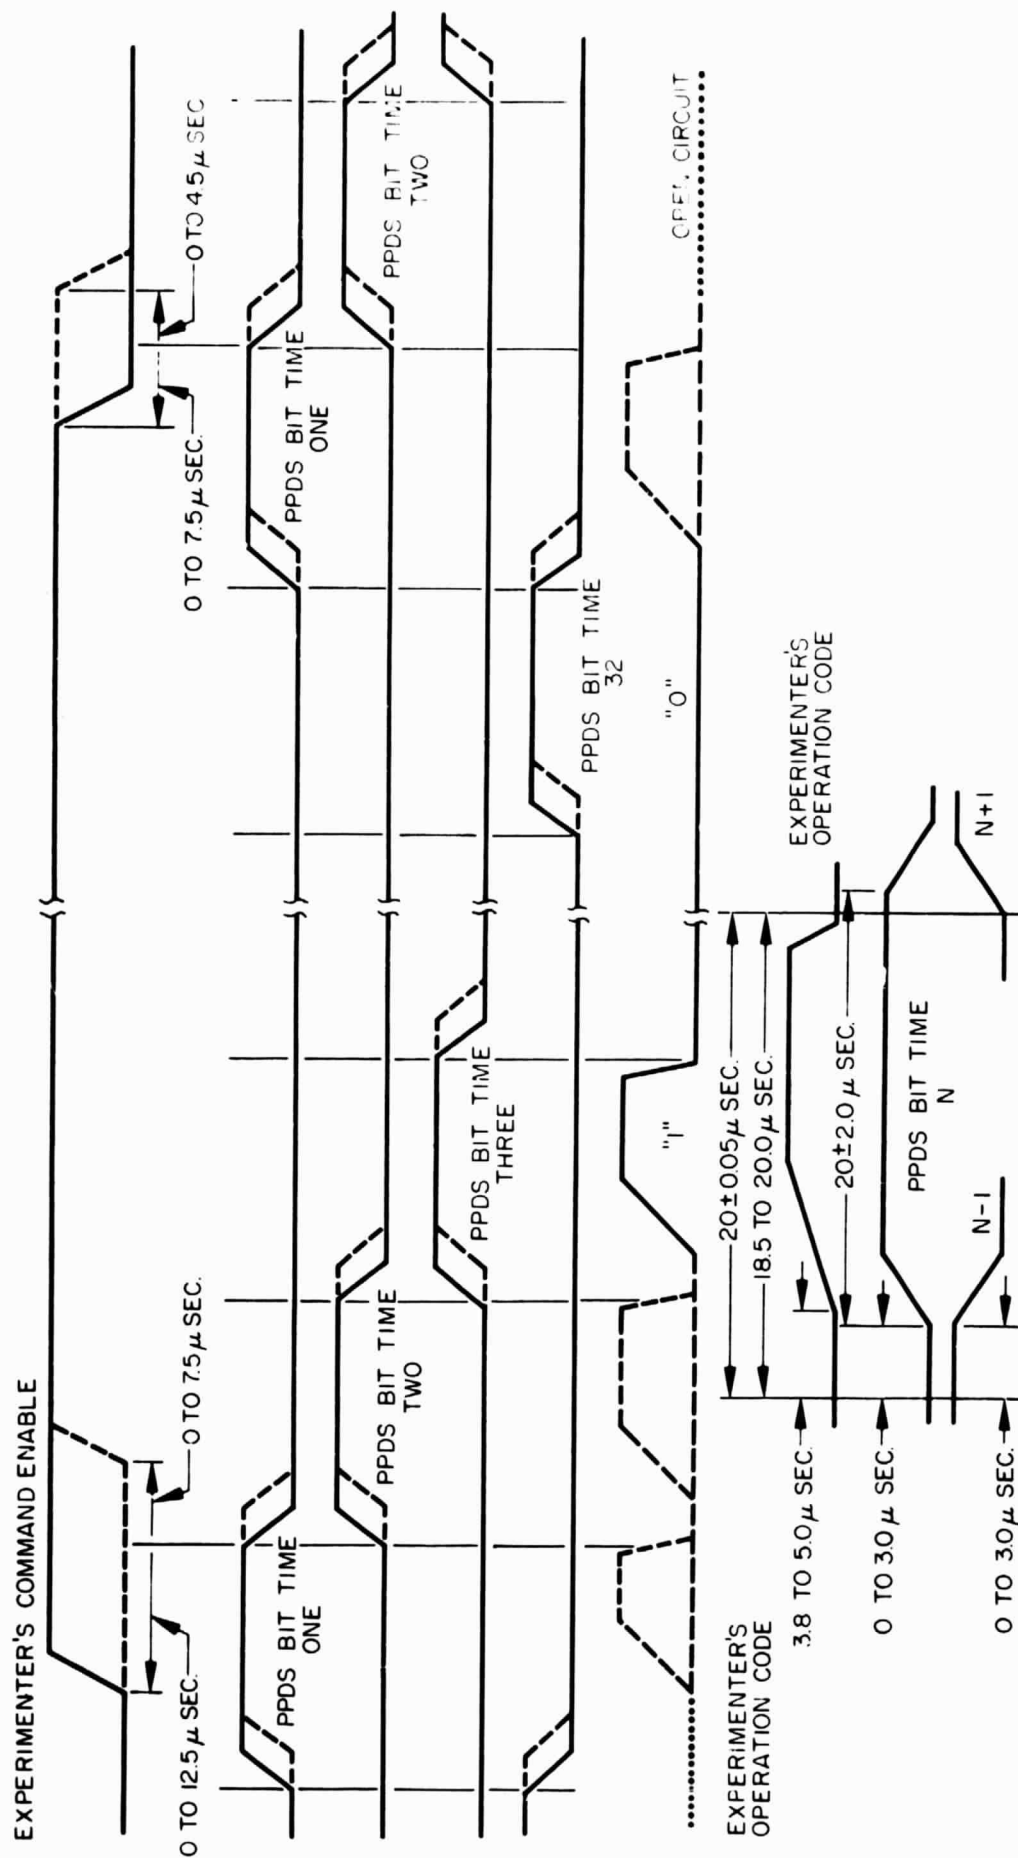 EXPERIMENTER'S COMMAND ENABLE
0 TO 12.5 μ SEC.
0 TO 7.5 μ SEC.
0 TO 7.5 μ SEC.
0 TO 4.5 μ SEC
PPDS BIT TIME
ONE
PPDS BIT TIME
ONE
PPDS BIT TIME
TWO
PPDS BIT TIME
TWO
PPDS BIT TIME
THREE
PPDS BIT TIME
32
EXPERIMENTER'S
OPERATION CODE
"1"
"0"
OPEN CIRCUIT
20±0.05 μ SEC.
18.5 TO 20.0 μ SEC.
3.8 TO 5.0 μ SEC.
EXPERIMENTER'S
OPERATION CODE
20±2.0 μ SEC.
0 TO 3.0 μ SEC.
PPDS BIT TIME
N
N-1
N+1
0 TO 3.0 μ SEC.